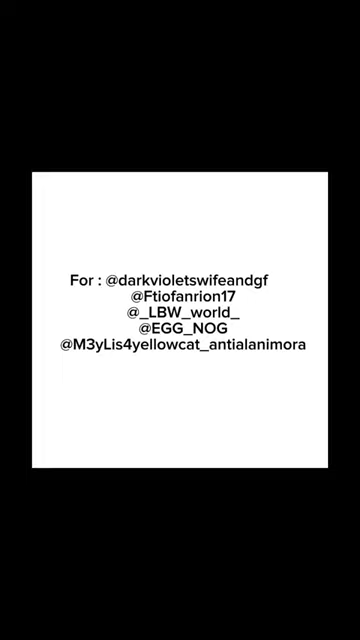 For : @darkvioletswifeandgf
@Ftiofanrion17
@_LBW_world_
@EGG_NOG
@M3yLis4yellowcat_antialanimora